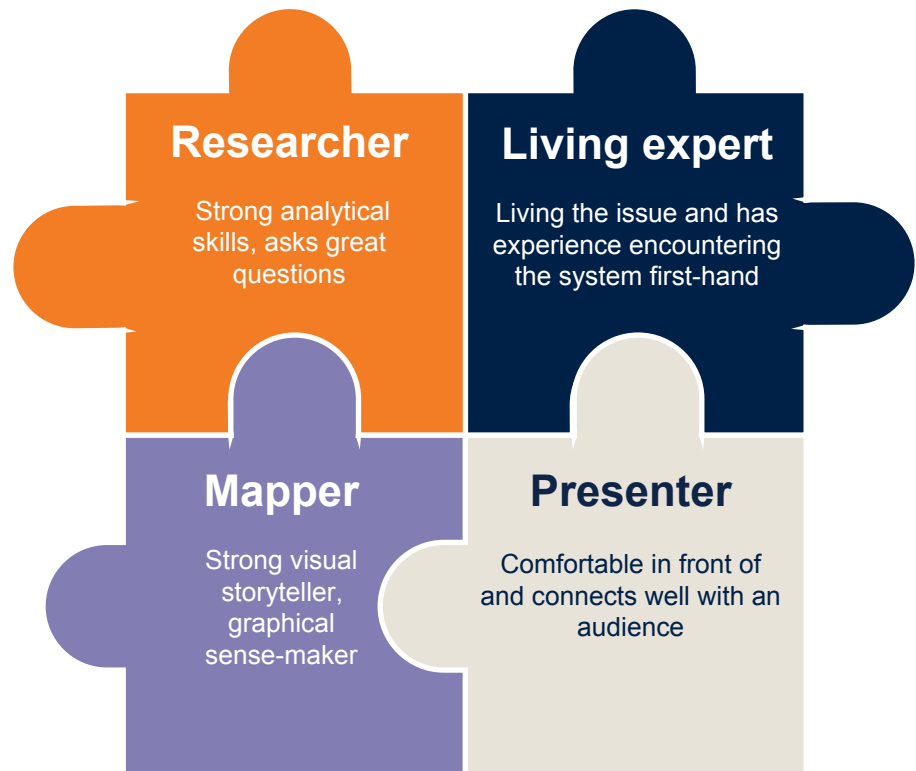 Researcher
Strong analytical
skills, asks great
questions
Living expert
Living the issue and has
experience encountering
the system first-hand
Mapper
Strong visual
storyteller,
graphical
sense-maker
Presenter
Comfortable in front of
and connects well with an
audience